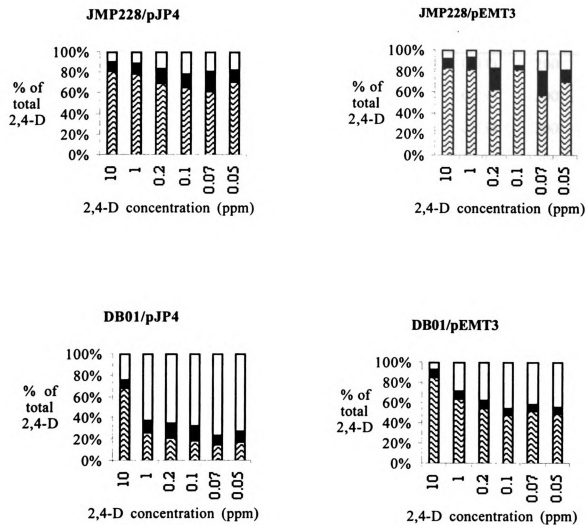 JMP228/pJP4
100%
80%
60%
40%
20%
0%
% of
total
2,4-D
10
1
0.2
0.1
0.07
0.05
2,4-D concentration (ppm)
JMP228/pEMT3
100%
80%
60%
40%
20%
0%
% of
total
2,4-D
10
1
0.2
0.1
0.07
0.05
2,4-D concentration (ppm)
DB01/pJP4
100%
80%
60%
40%
20%
0%
% of
total
2,4-D
10
1
0.2
0.1
0.07
0.05
2,4-D concentration (ppm)
DB01/pEMT3
100%
80%
60%
40%
20%
0%
% of
total
2,4-D
10
1
0.2
0.1
0.07
0.05
2,4-D concentration (ppm)